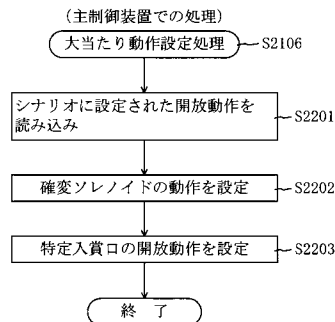 (主制御装置での処理)
大当たり動作設定処理 S2106
シナリオに設定された開放動作を
読み込み S2201
確変ソレノイドの動作を設定 S2202
特定入賞口の開放動作を設定 S2203
終 了